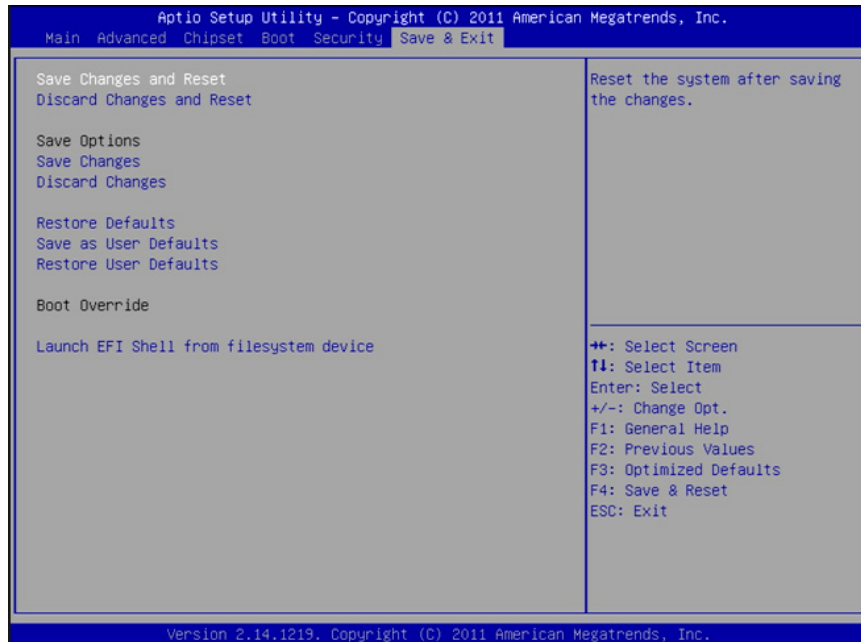 Aptio Setup Utility - Copyright (C) 2011 American Megatrends, Inc.
Main Advanced Chipset Boot Security Save & Exit
Save Changes and Reset
Discard Changes and Reset
Save Options
Save Changes
Discard Changes
Restore Defaults
Save as User Defaults
Restore User Defaults
Boot Override
Launch EFI Shell from filesystem device
Reset the system after saving
the changes.
→←: Select Screen
↑↓: Select Item
Enter: Select
+/-: Change Opt.
F1: General Help
F2: Previous Values
F3: Optimized Defaults
F4: Save & Reset
ESC: Exit
Version 2.14.1219. Copyright (C) 2011 American Megatrends, Inc.